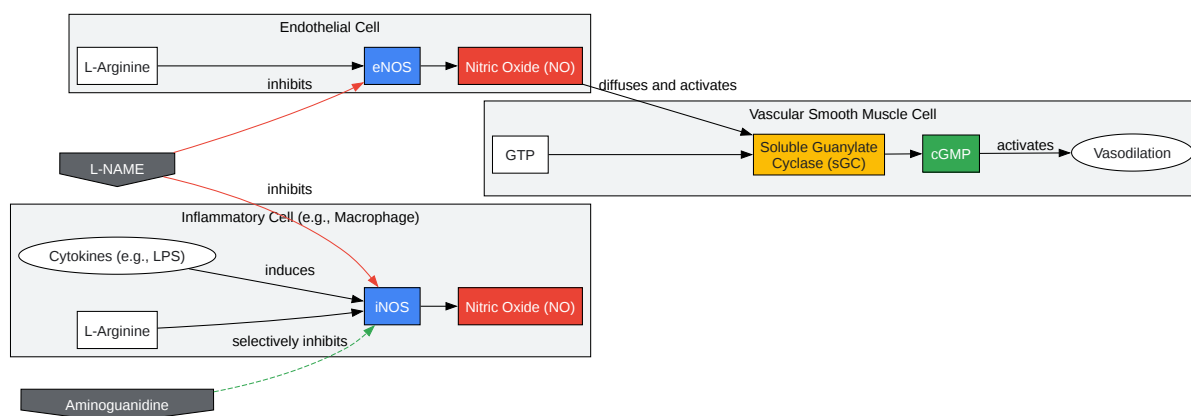 Endothelial Cell
L-Arginine
eNOS
Nitric Oxide (NO)
inhibits
diffuses and activates
Vascular Smooth Muscle Cell
GTP
Soluble Guanylate
Cyclase (sGC)
cGMP
activates
Vasodilation
L-NAME
inhibits
Inflammatory Cell (e.g., Macrophage)
Cytokines (e.g., LPS)
induces
iNOS
Nitric Oxide (NO)
L-Arginine
selectively inhibits
Aminoguanidine